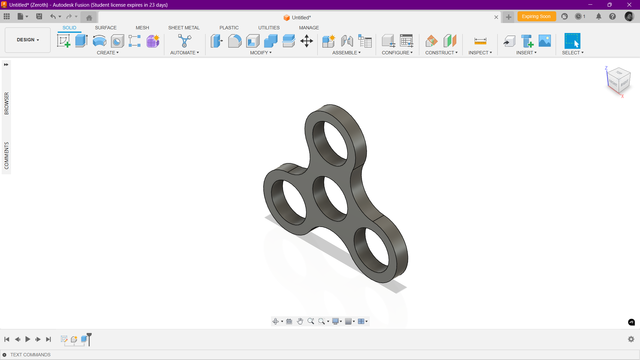 Untitled* (Zeroth) - Autodesk Fusion (Student license expires in 23 days)
Untitled*
Expiring Soon
1
DESIGN
SOLID
SURFACE
MESH
SHEET METAL
PLASTIC
UTILITIES
MANAGE
CREATE
AUTOMATE
MODIFY
ASSEMBLE
CONFIGURE
CONSTRUCT
INSPECT
INSERT
SELECT
BROWSER
COMMENTS
TEXT COMMANDS